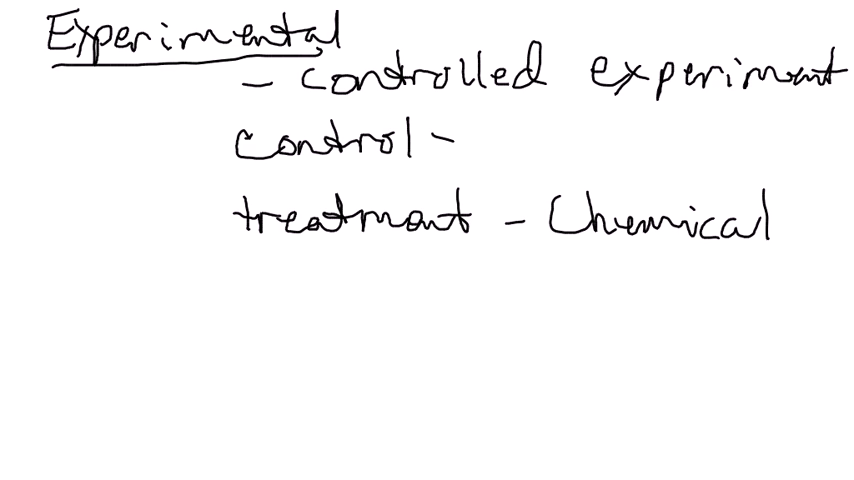 Experimental
- controlled experiment
control -
treatment - Chemical